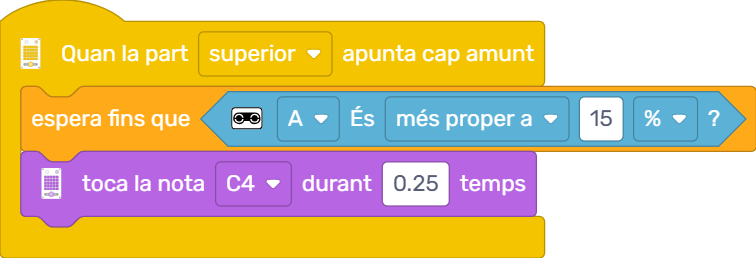 Quan la part superior apunta cap amunt
espera fins que A És més proper a 15 % ?
toca la nota C4 durant 0.25 temps